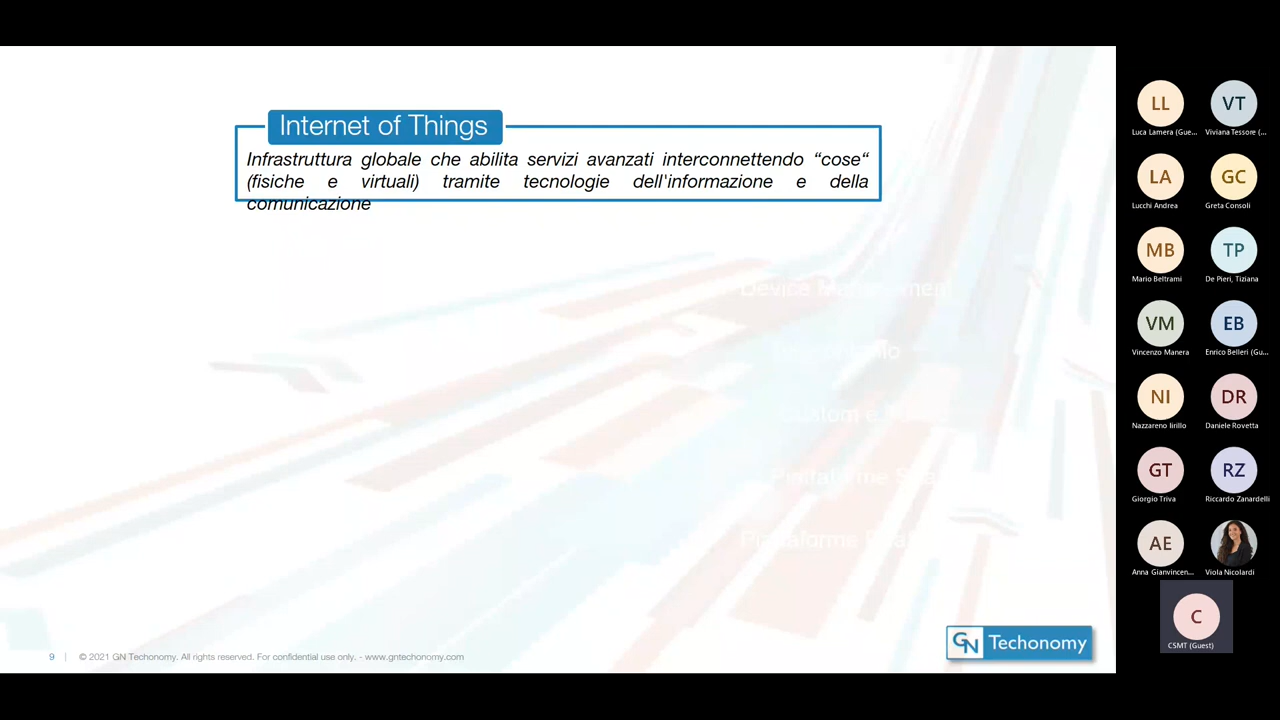 Internet of Things
Infrastruttura globale che abilita servizi avanzati interconnettendo “cose“
(fisiche e virtuali) tramite tecnologie dell'informazione e della
comunicazione
9 | © 2021 GN Techonomy. All rights reserved. For confidential use only. - www.gntechonomy.com
GN Techonomy
LL
Luca Lamera (Gue...
VT
Viviana Tessore (...
LA
Lucchi Andrea
GC
Greta Consoli
MB
Mario Beltrami
TP
De Pieri, Tiziana
VM
Vincenzo Manera
EB
Enrico Belleri (Gu...
NI
Nazzareno Iirillo
DR
Daniele Rovetta
GT
Giorgio Triva
RZ
Riccardo Zanardelli
AE
Anna Gianvincen...
Viola Nicolardi
C
CSMT (Guest)